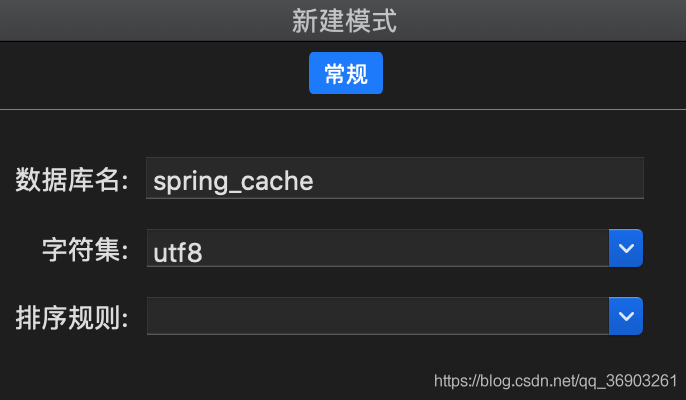 新建模式
常规
数据库名: spring_cache
字符集: utf8
排序规则:
https://blog.csdn.net/qq_36903261